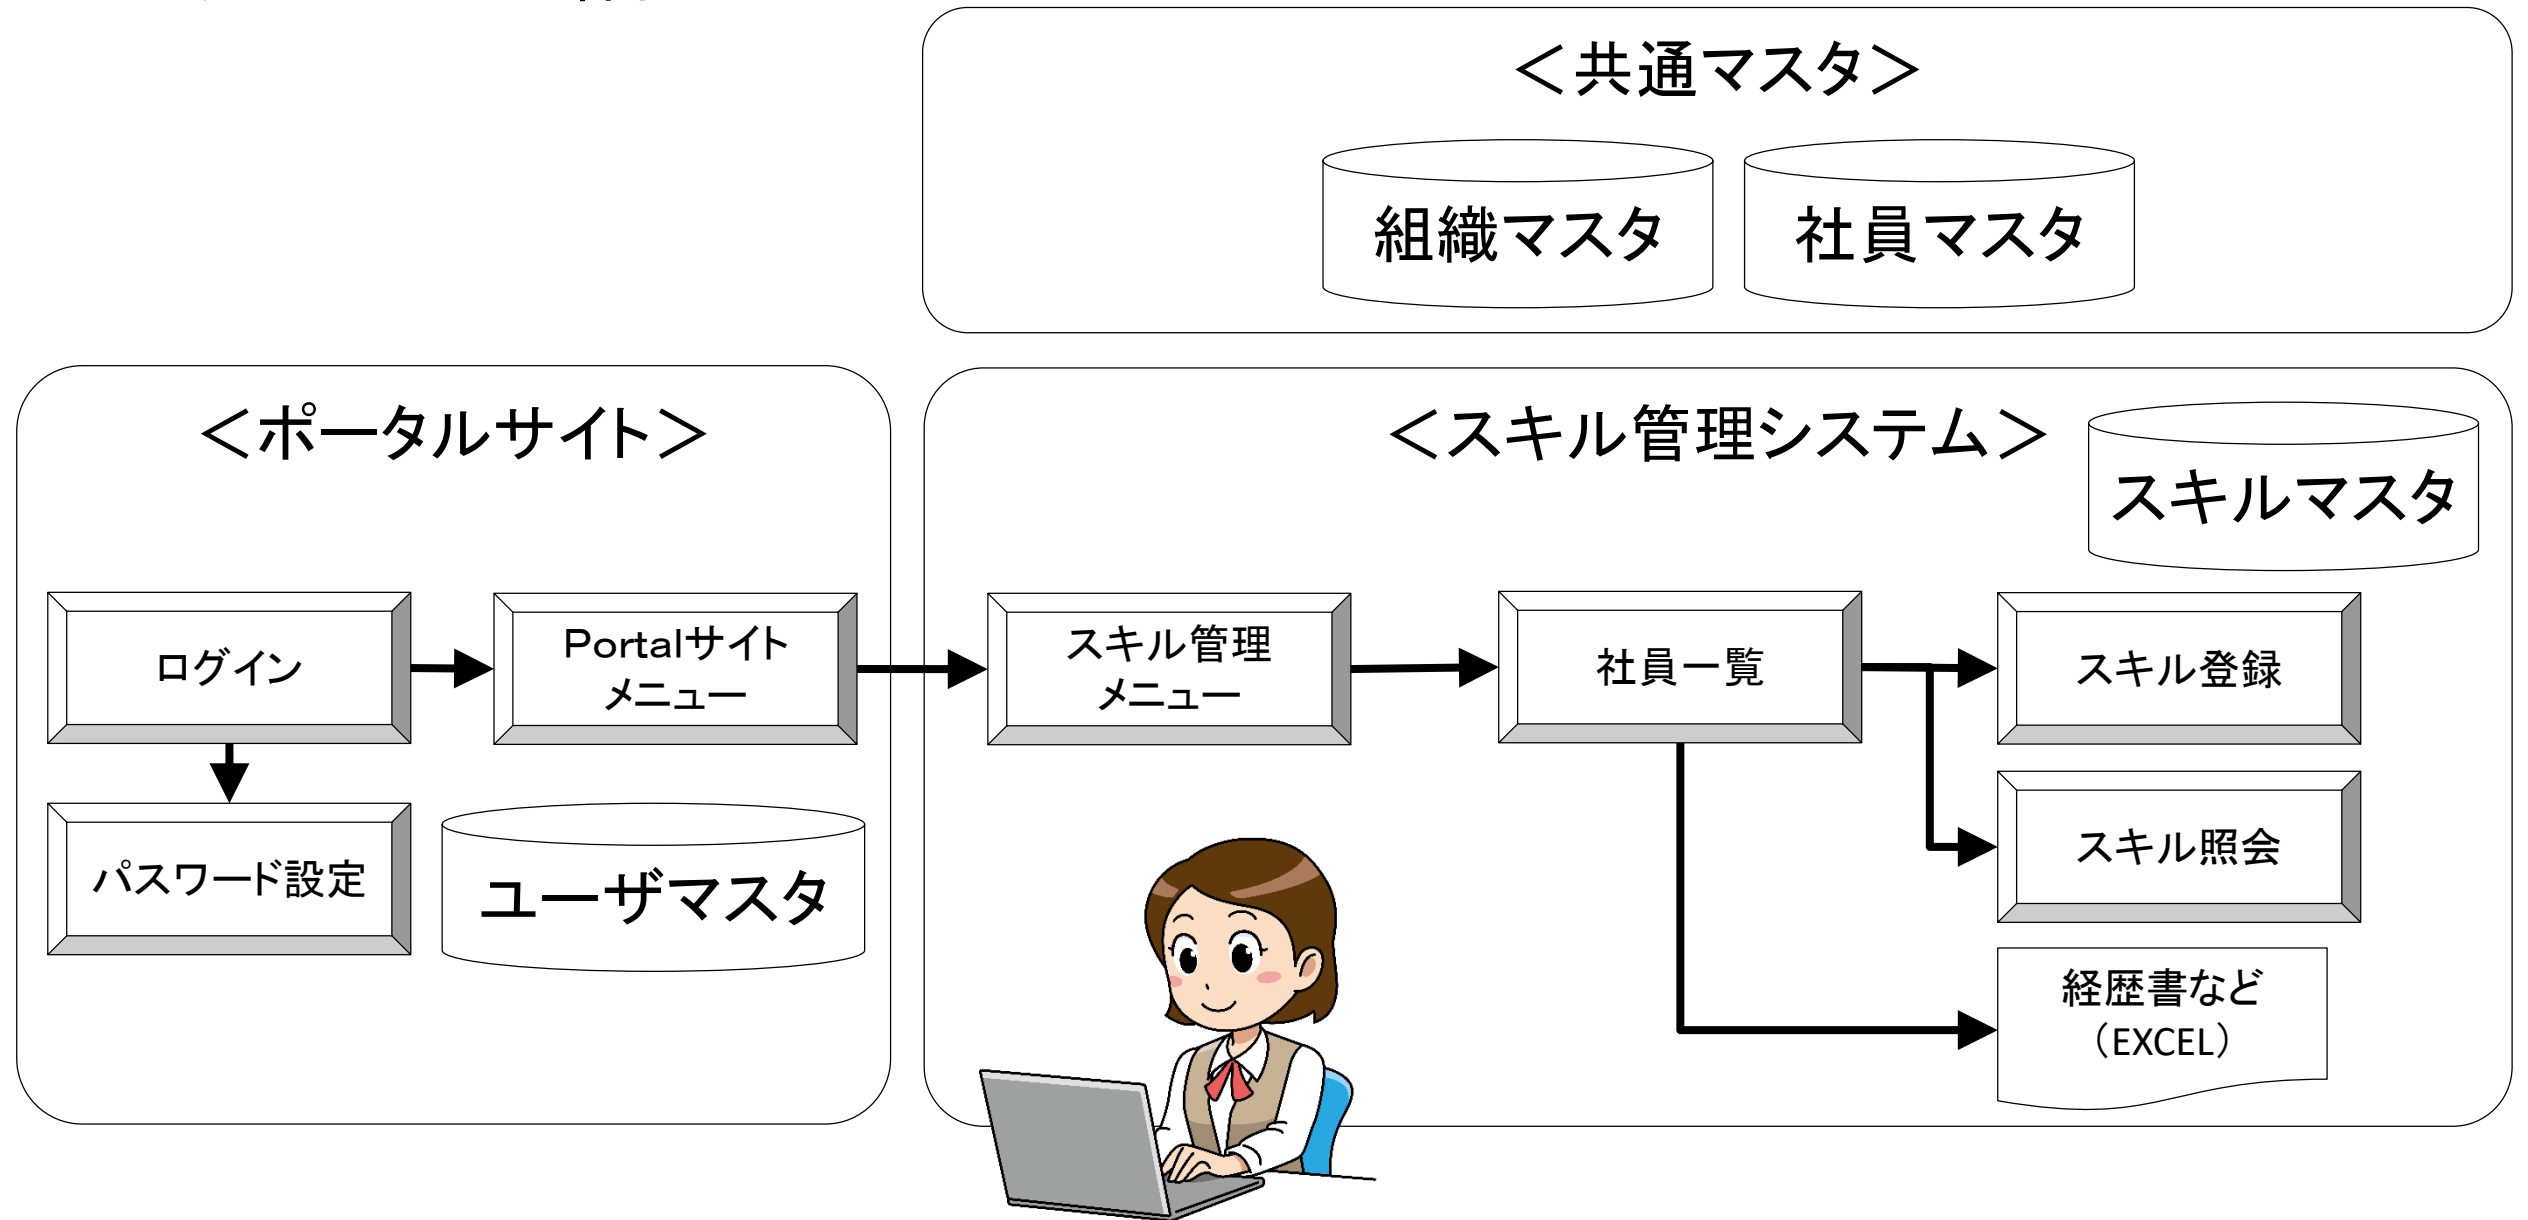 ＜共通マスタ＞
組織マスタ
社員マスタ
＜ポータルサイト＞
ログイン
Portalサイト
メニュー
パスワード設定
ユーザマスタ
＜スキル管理システム＞
スキルマスタ
スキル管理
メニュー
社員一覧
スキル登録
スキル照会
経歴書など
（EXCEL）